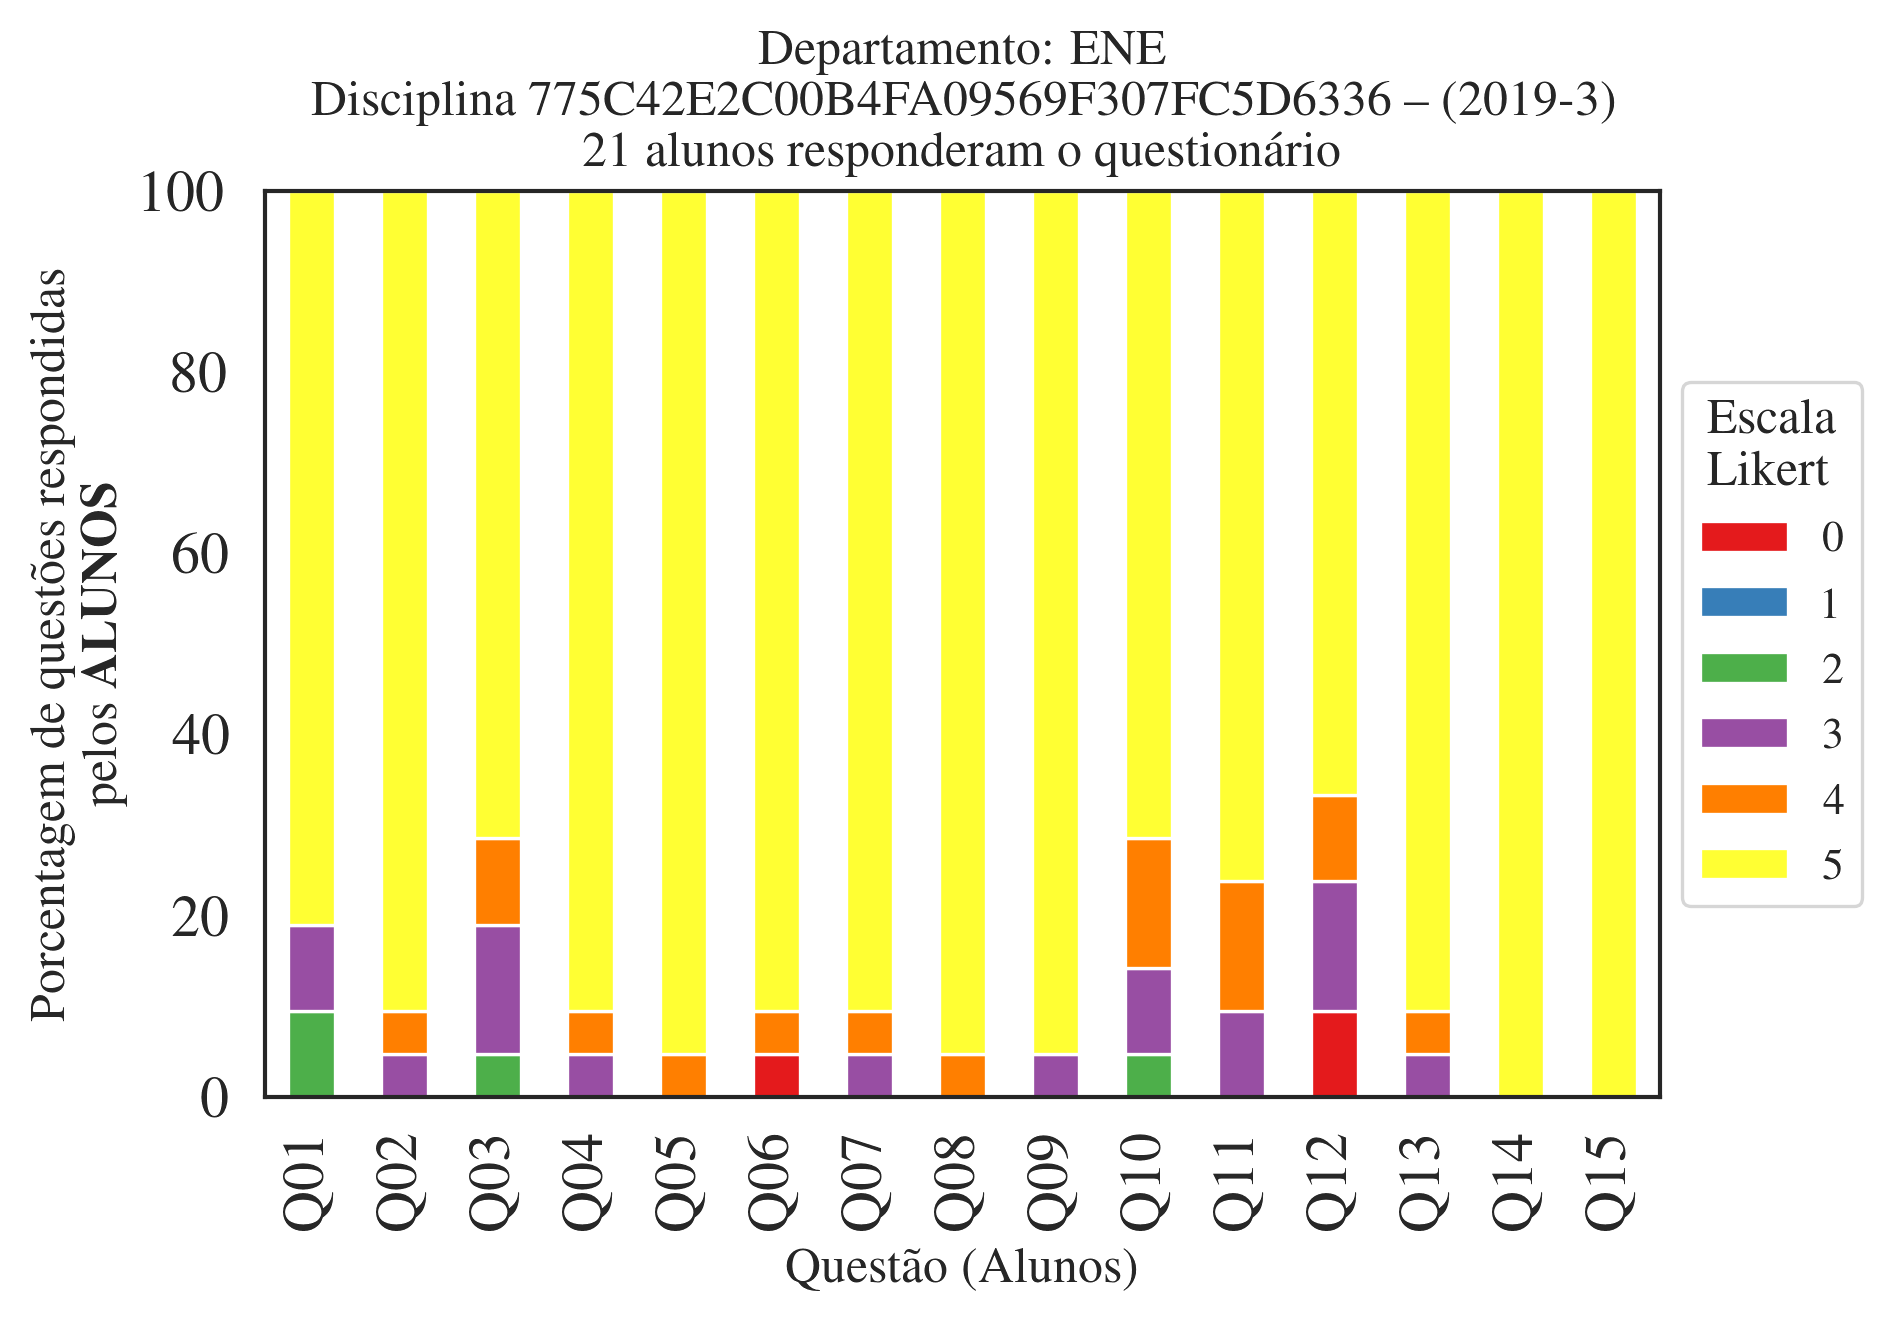 Departamento: ENE
Disciplina 775C42E2C00B4FA09569F307FC5D6336 – (2019-3)
21 alunos responderam o questionário
Porcentagem de questões respondidas
pelos ALUNOS
100
80
60
40
20
0
Q01
Q02
Q03
Q04
Q05
Q06
Q07
Q08
Q09
Q10
Q11
Q12
Q13
Q14
Q15
Questão (Alunos)
Escala
Likert
0
1
2
3
4
5